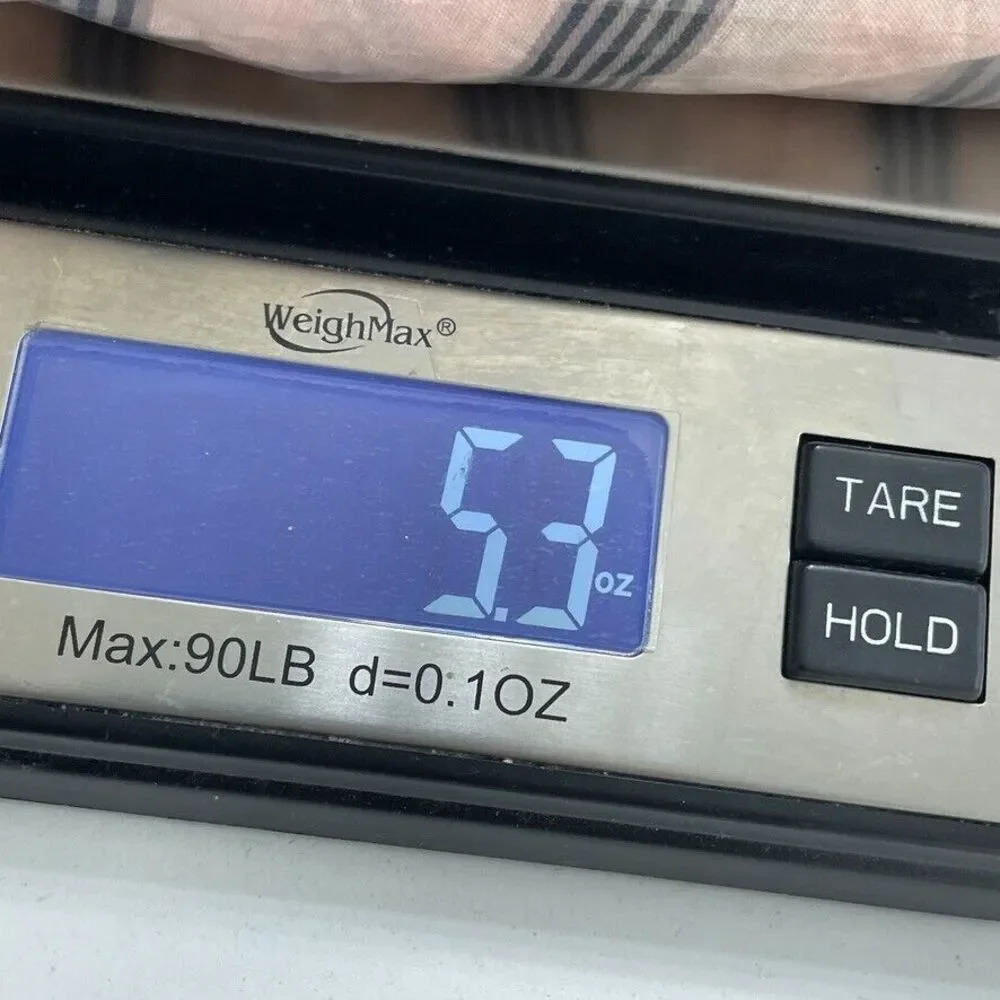 WeighMax®
5.3 oz
Max:90LB d=0.1OZ
TARE
HOLD